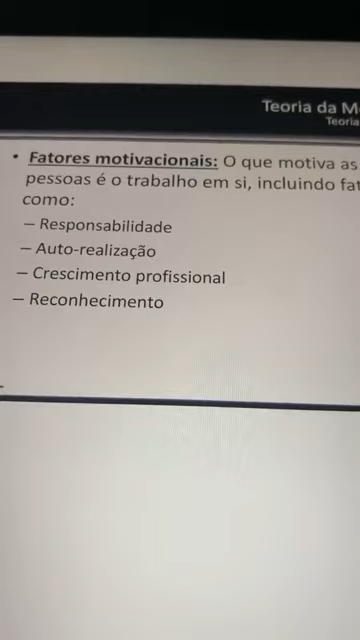 Teoria da
Teoria
• Fatores motivacionais: O que motiva as
pessoas é o trabalho em si, incluindo
como:
– Responsabilidade
– Auto-realização
– Crescimento profissional
– Reconhecimento